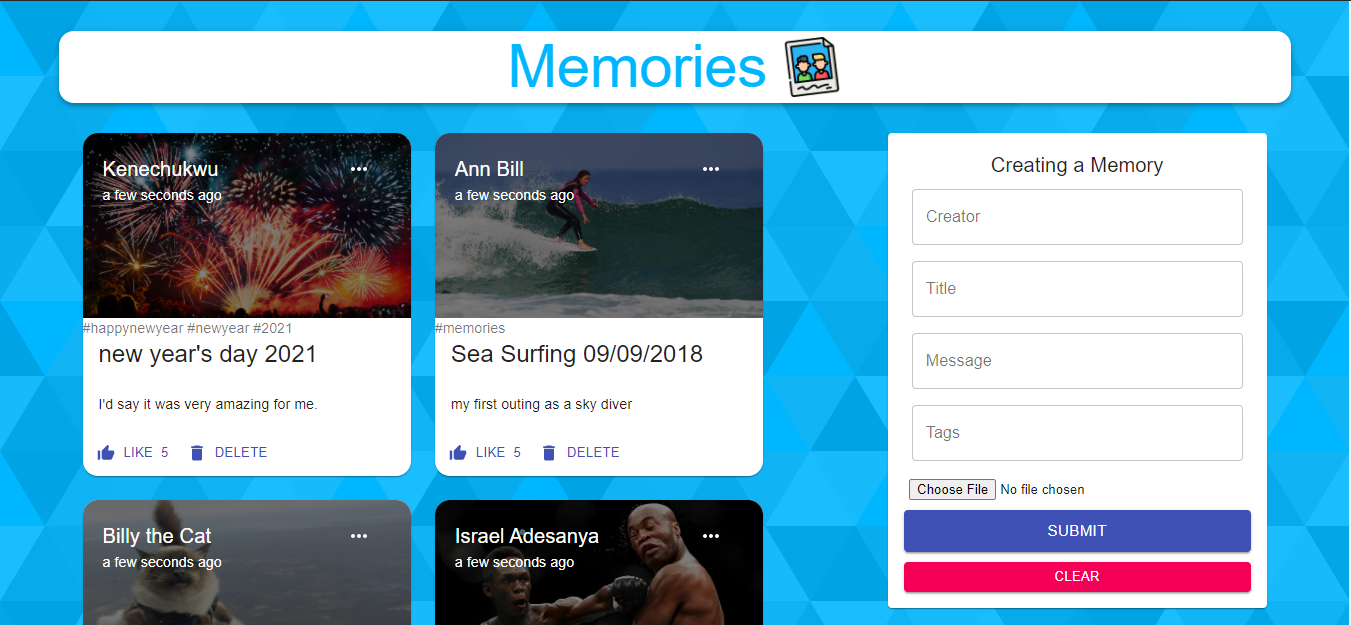 Memories
Kenechukwu
a few seconds ago
#happynewyear #newyear #2021
new year's day 2021
I'd say it was very amazing for me.
LIKE 5 DELETE
Ann Bill
a few seconds ago
#memories
Sea Surfing 09/09/2018
my first outing as a sky diver
LIKE 5 DELETE
Billy the Cat
a few seconds ago
Israel Adesanya
a few seconds ago
Creating a Memory
Creator
Title
Message
Tags
Choose File No file chosen
SUBMIT
CLEAR